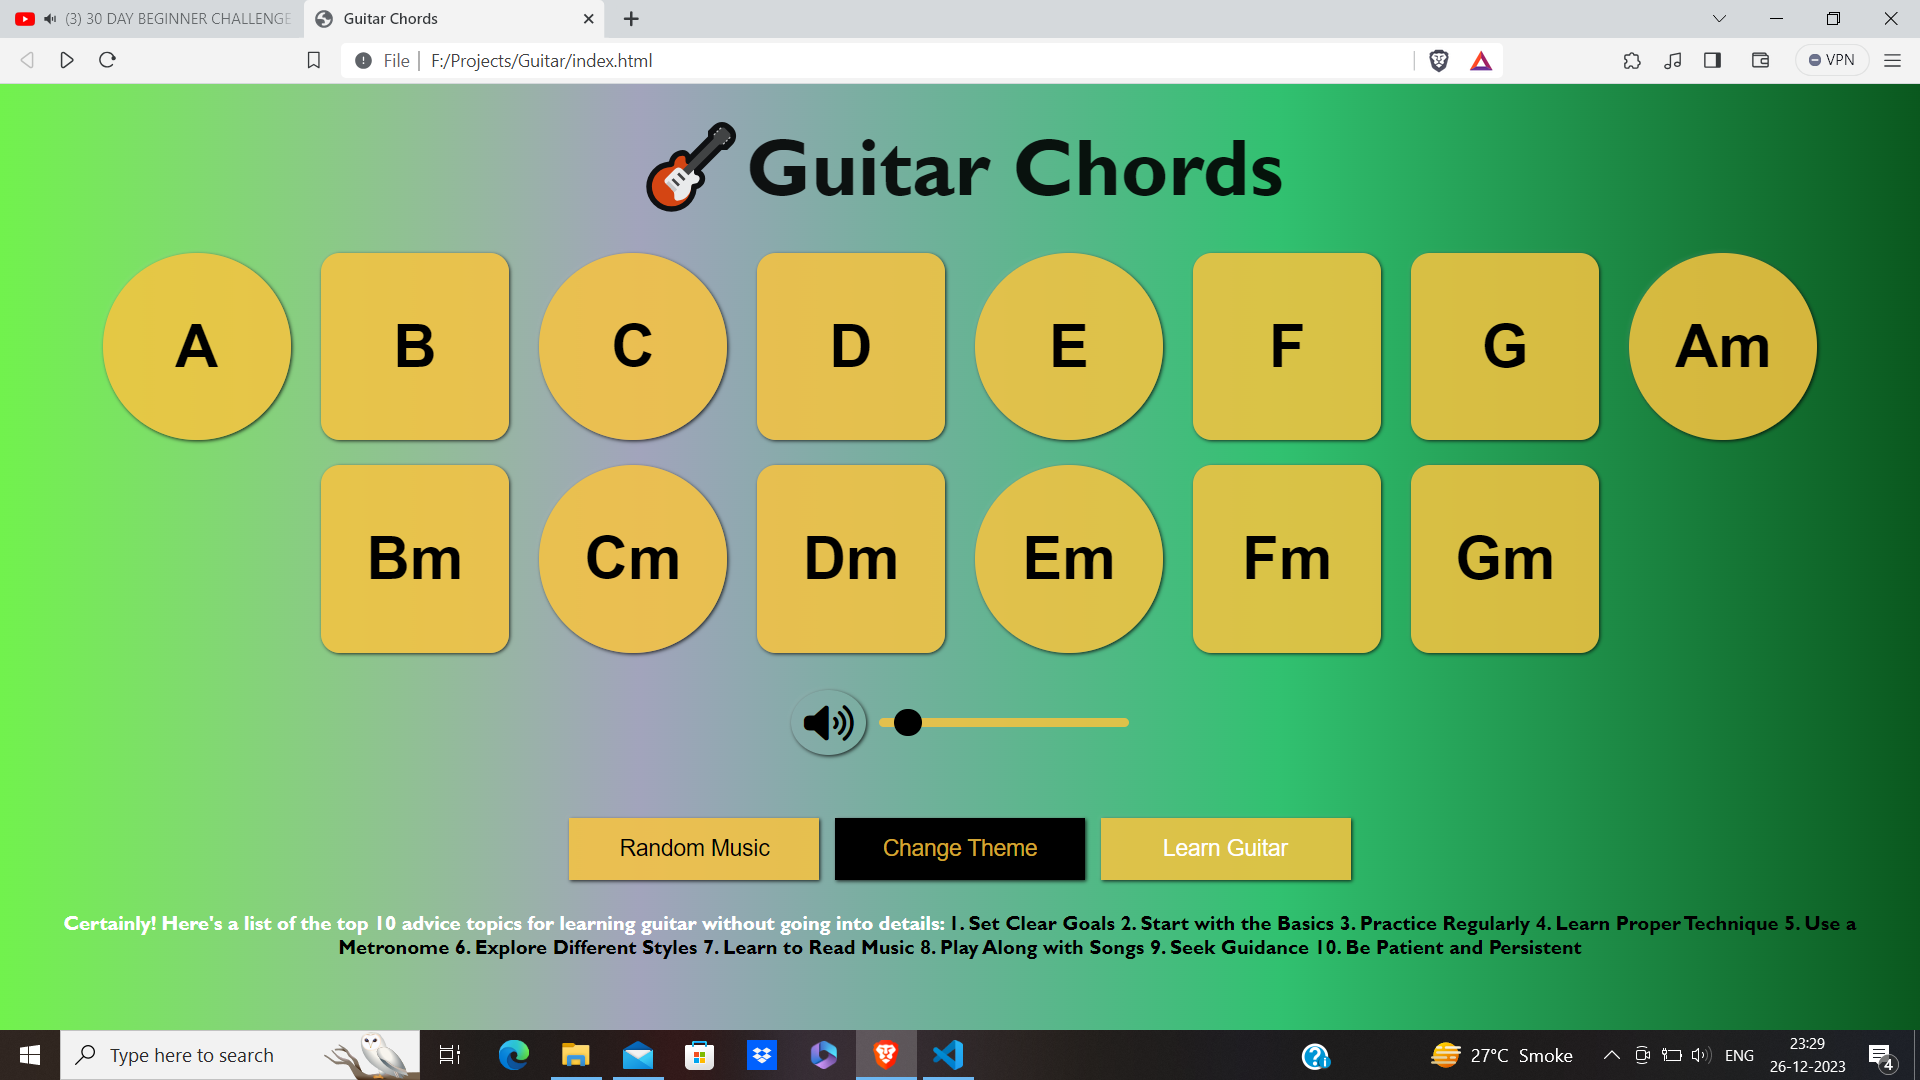 (3) 30 DAY BEGINNER CHALLENGE
Guitar Chords
File F:/Projects/Guitar/index.html
VPN
Guitar Chords
A B C D E F G Am
Bm Cm Dm Em Fm Gm
Random Music Change Theme Learn Guitar
Certainly! Here's a list of the top 10 advice topics for learning guitar without going into details: 1. Set Clear Goals 2. Start with the Basics 3. Practice Regularly 4. Learn Proper Technique 5. Use a
Metronome 6. Explore Different Styles 7. Learn to Read Music 8. Play Along with Songs 9. Seek Guidance 10. Be Patient and Persistent
Type here to search
27°C Smoke
ENG
23:29
26-12-2023
4